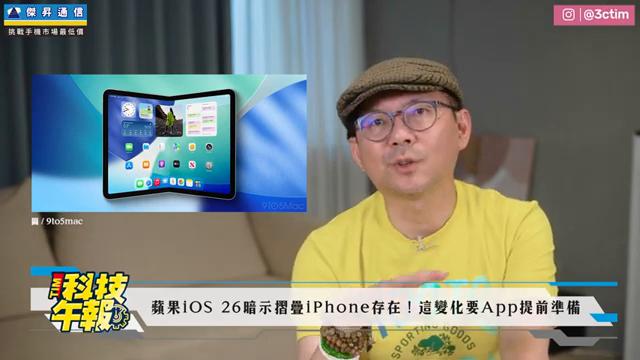 傑昇通信
挑戰手機市場最低價
@3ctim
9TO5Mac
圖 / 9to5mac
科技午報
蘋果iOS 26暗示摺疊iPhone存在！這變化要App提前準備
SPORTING GOODS